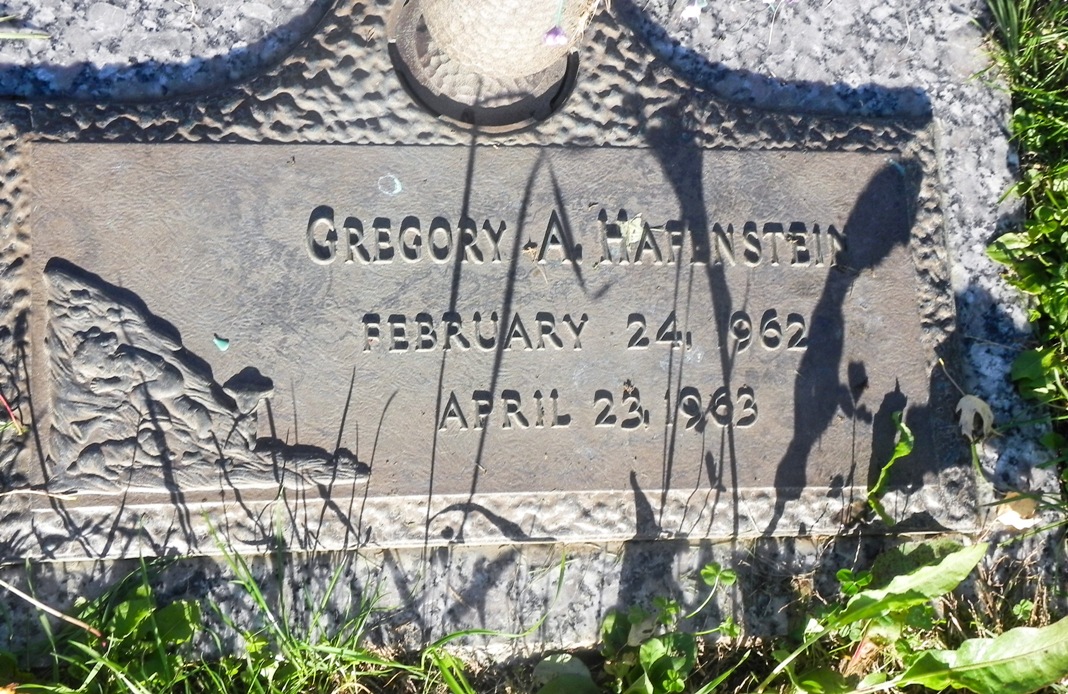 GREGORY A. HAFENSTEIN
FEBRUARY 24, 1962
APRIL 23, 1963